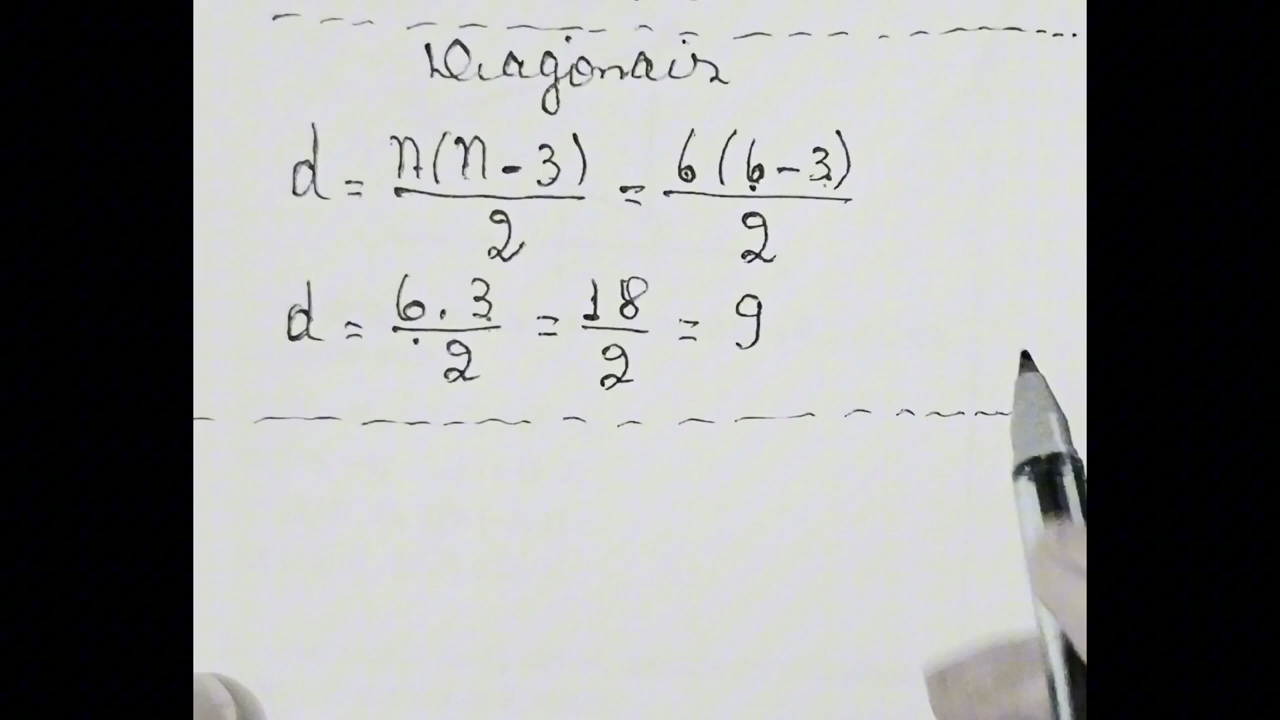 Diagonais
d = n(n - 3)/2 = 6(6 - 3)/2
d = 6.3/2 = 18/2 = 9